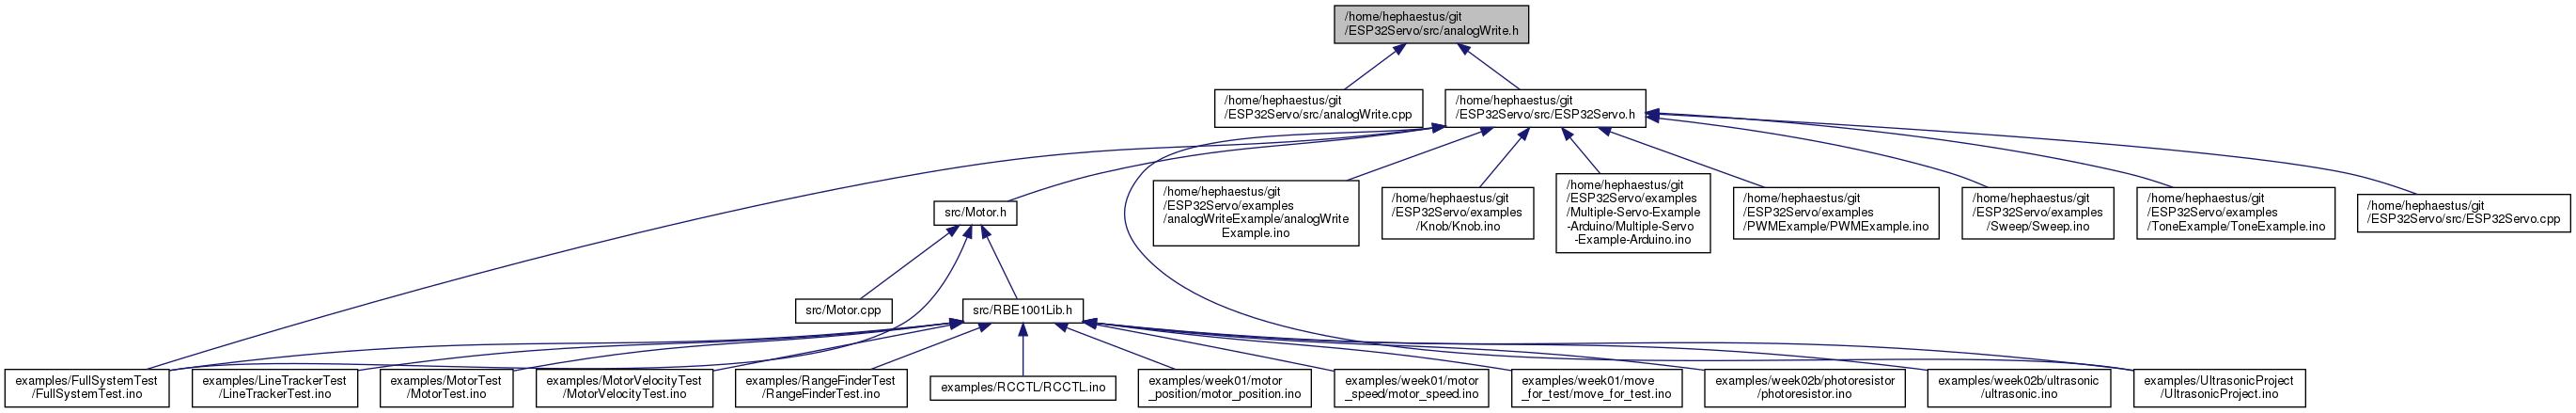 /home/hephaestus/git
/ESP32Servo/src/analogWrite.h
/home/hephaestus/git
/ESP32Servo/src/analogWrite.cpp
/home/hephaestus/git
/ESP32Servo/src/ESP32Servo.h
src/Motor.h
/home/hephaestus/git
/ESP32Servo/examples
/analogWriteExample/analogWrite
Example.ino
/home/hephaestus/git
/ESP32Servo/examples
/Knob/Knob.ino
/home/hephaestus/git
/ESP32Servo/examples
/Multiple-Servo-Example
-Arduino/Multiple-Servo
-Example-Arduino.ino
/home/hephaestus/git
/ESP32Servo/examples
/PWMExample/PWMExample.ino
/home/hephaestus/git
/ESP32Servo/examples
/Sweep/Sweep.ino
/home/hephaestus/git
/ESP32Servo/examples
/ToneExample/ToneExample.ino
/home/hephaestus/git
/ESP32Servo/src/ESP32Servo.cpp
src/Motor.cpp
src/RBE1001Lib.h
examples/FullSystemTest
/FullSystemTest.ino
examples/LineTrackerTest
/LineTrackerTest.ino
examples/MotorTest
/MotorTest.ino
examples/MotorVelocityTest
/MotorVelocityTest.ino
examples/RangeFinderTest
/RangeFinderTest.ino
examples/RCCTL/RCCTL.ino
examples/week01/motor
_position/motor_position.ino
examples/week01/motor
_speed/motor_speed.ino
examples/week01/move
_for_test/move_for_test.ino
examples/week02b/photoresistor
/photoresistor.ino
examples/week02b/ultrasonic
/ultrasonic.ino
examples/UltrasonicProject
/UltrasonicProject.ino